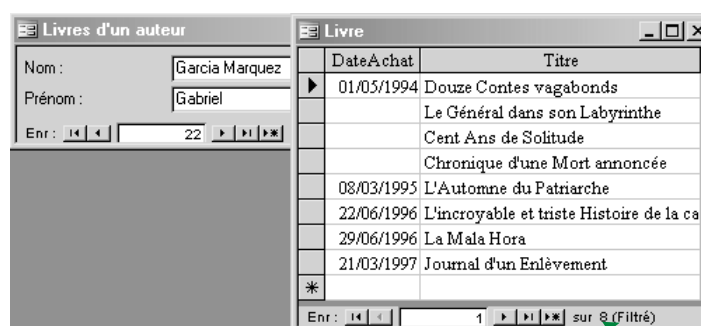 Livres d'un auteur
Nom :
Garcia Marquez
Prénom :
Gabriel
Enr :
22
Livre
DateAchat Titre
01/05/1994 Douze Contes vagabonds
Le Général dans son Labyrinthe
Cent Ans de Solitude
Chronique d'une Mort annoncée
08/03/1995 L'Automne du Patriarche
22/06/1996 L'incroyable et triste Histoire de la ca
29/06/1996 La Mala Hora
21/03/1997 Journal d'un Enlèvement
Enr : 1 sur 8 (Filtré)